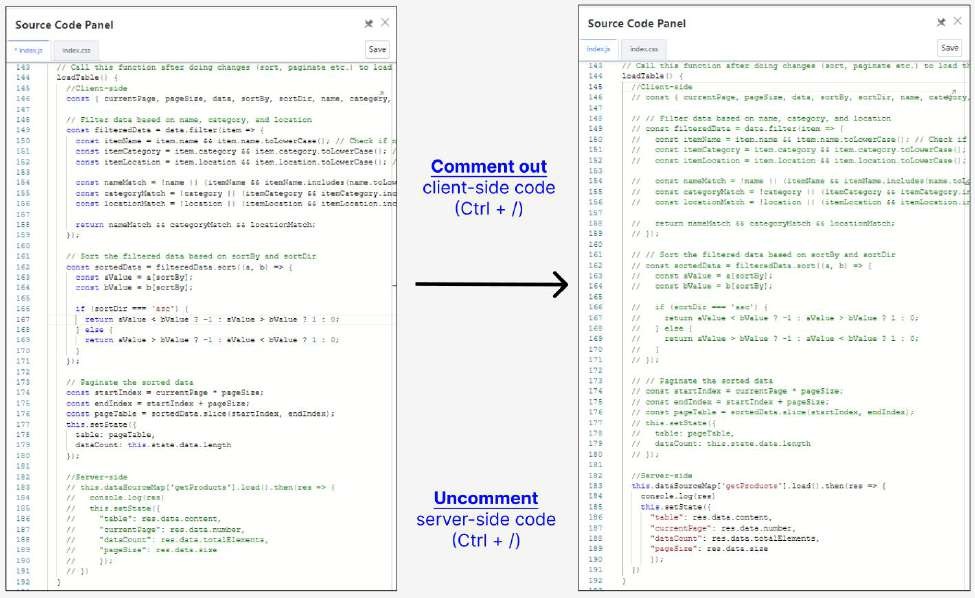 Source Code Panel
* index.js index.css Save
143 // Call this function after doing changes (sort, paginate etc.) to load
144 loadTable() {
145 //Client-side
146 const { currentPage, pageSize, data, sortBy, sortDir, name, category,
147
148 // Filter data based on name, category, and location
149 const filteredData = data.filter(item => {
150 const itemName = item.name && item.name.toLowerCase(); // Check if
151 const itemCategory = item.category && item.category.toLowerCase();
152 const itemLocation = item.location && item.location.toLowerCase(); /
153
154 const nameMatch = !name || (itemName && itemName.includes(name.toLow
155 const categoryMatch = !category || (itemCategory && itemCategory.inc
156 const locationMatch = !location || (itemLocation && itemLocation.inc
157
158 return nameMatch && categoryMatch && locationMatch;
159 });
160
161 // Sort the filtered data based on sortBy and sortDir
162 const sortedData = filteredData.sort((a, b) => {
163 const aValue = a[sortBy];
164 const bValue = b[sortBy];
165
166 if (sortDir === 'asc') {
167 return aValue < bValue ? -1 : aValue > bValue ? 1 : 0;
168 } else {
169 return aValue > bValue ? -1 : aValue < bValue ? 1 : 0;
170 }
171 });
172
173 // Paginate the sorted data
174 const startIndex = currentPage * pageSize;
175 const endIndex = startIndex + pageSize;
176 const pageTable = sortedData.slice(startIndex, endIndex);
177 this.setState({
178 table: pageTable,
179 dataCount: this.state.data.length
180 });
181
182 //Server-side
183 // this.dataSourceMap['getProducts'].load().then(res => {
184 // console.log(res)
185 // this.setState({
186 // "table": res.data.content,
187 // "currentPage": res.data.number,
188 // "dataCount": res.data.totalElements,
189 // "pageSize": res.data.size
190 // });
191 // })
192 }
Comment out
client-side code
(Ctrl + /)
Uncomment
server-side code
(Ctrl + /)
Source Code Panel
index.js index.css Save
143 // Call this function after doing changes (sort, paginate etc.) to load th
144 loadTable() {
145 //Client-side
146 // const { currentPage, pageSize, data, sortBy, sortDir, name, category,
147
148 // // Filter data based on name, category, and location
149 // const filteredData = data.filter(item => {
150 // const itemName = item.name && item.name.toLowerCase(); // Check if
151 // const itemCategory = item.category && item.category.toLowerCase();
152 // const itemLocation = item.location && item.location.toLowerCase();
153
154 // const nameMatch = !name || (itemName && itemName.includes(name.toL
155 // const categoryMatch = !category || (itemCategory && itemCategory.in
156 // const locationMatch = !location || (itemLocation && itemLocation.in
157
158 // return nameMatch && categoryMatch && locationMatch;
159 // });
160
161 // // Sort the filtered data based on sortBy and sortDir
162 // const sortedData = filteredData.sort((a, b) => {
163 // const aValue = a[sortBy];
164 // const bValue = b[sortBy];
165
166 // if (sortDir === 'asc') {
167 // return aValue < bValue ? -1 : aValue > bValue ? 1 : 0;
168 // } else {
169 // return aValue > bValue ? -1 : aValue < bValue ? 1 : 0;
170 // }
171 // });
172
173 // // Paginate the sorted data
174 // const startIndex = currentPage * pageSize;
175 // const endIndex = startIndex + pageSize;
176 // const pageTable = sortedData.slice(startIndex, endIndex);
177 // this.setState({
178 // table: pageTable,
179 // dataCount: this.state.data.length
180 // });
181
182 //Server-side
183 this.dataSourceMap['getProducts'].load().then(res => {
184 console.log(res)
185 this.setState({
186 "table": res.data.content,
187 "currentPage": res.data.number,
188 "dataCount": res.data.totalElements,
189 "pageSize": res.data.size
190 });
191 })
192 }